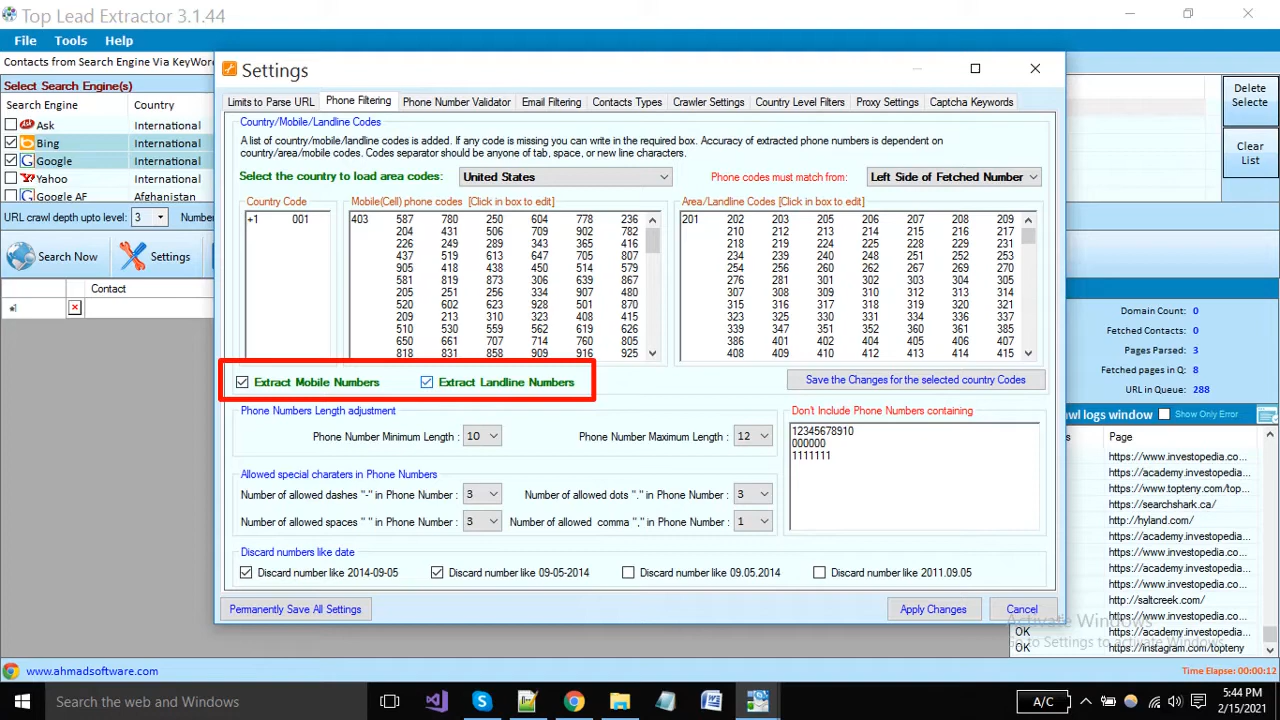 Top Lead Extractor 3.1.44
File Tools Help
Contacts from Search Engine Via KeyWor
Select Search Engine(s)
Search Engine Country
Ask International
Bing International
Google International
Yahoo International
Google AF Afghanistan
URL crawl depth upto level: 3 Number
Search Now Settings
Contact
Settings
Limits to Parse URL Phone Filtering Phone Number Validator Email Filtering Contacts Types Crawler Settings Country Level Filters Proxy Settings Captcha Keywords
Country/Mobile/Landline Codes
A list of country/mobile/landline codes is added. If any code is missing you can write in the required box. Accuracy of extracted phone numbers is dependent on
country/area/mobile codes. Codes separator should be anyone of tab, space, or new line characters.
Select the country to load area codes: United States Phone codes must match from: Left Side of Fetched Number
Country Code
+1 001
Mobile(Cell) phone codes [Click in box to edit]
403 587 780 250 604 778 236
204 431 506 709 902 782
226 249 289 343 365 416
437 519 613 647 705 807
905 418 438 450 514 579
581 819 873 306 639 867
205 251 256 334 907 480
520 602 623 928 501 870
209 213 310 323 408 415
510 530 559 562 619 626
650 661 707 714 760 805
818 831 858 909 916 925
Area/Landline Codes [Click in box to edit]
201 202 203 205 206 207 208 209
210 212 213 214 215 216 217
218 219 224 225 228 229 231
234 239 240 248 251 252 253
254 256 260 262 267 269 270
276 281 301 302 303 304 305
307 308 309 310 312 313 314
315 316 317 318 319 320 321
323 325 330 331 334 336 337
339 347 351 352 360 361 385
386 401 402 404 405 406 407
408 409 410 412 413 414 415
Extract Mobile Numbers Extract Landline Numbers
Save the Changes for the selected country Codes
Phone Numbers Length adjustment
Phone Number Minimum Length : 10 Phone Number Maximum Length : 12
Allowed special charaters in Phone Numbers
Number of allowed dashes "-" in Phone Number : 3 Number of allowed dots "." in Phone Number : 3
Number of allowed spaces " " in Phone Number : 3 Number of allowed comma "," in Phone Number : 1
Don't Include Phone Numbers containing
12345678910
000000
1111111
Discard numbers like date
Discard number like 2014-09-05 Discard number like 09-05-2014 Discard number like 09.05.2014 Discard number like 2011.09.05
Permanently Save All Settings Apply Changes Cancel
Delete
Selecte
Clear
List
Domain Count: 0
Fetched Contacts: 0
Pages Parsed: 3
Fetched pages in Q: 8
URL in Queue: 288
wl logs window Show Only Error
s Page
https://www.investopedia.co...
https://academy.investopedia...
https://www.topteny.com/top...
https://searchshark.ca/
http://hyland.com/
https://academy.investopedia...
https://www.investopedia.co...
https://academy.investopedia...
https://www.investopedia.co...
http://saltcreek.com/
https://www.investopedia.co...
OK https://academy.investopedia...
OK https://instagram.com/topteny
Activate Windows
Go to Settings to activate Windows.
www.ahmadsoftware.com
Time Elapse: 00:00:12
Search the web and Windows
A/C
5:44 PM
2/15/2021